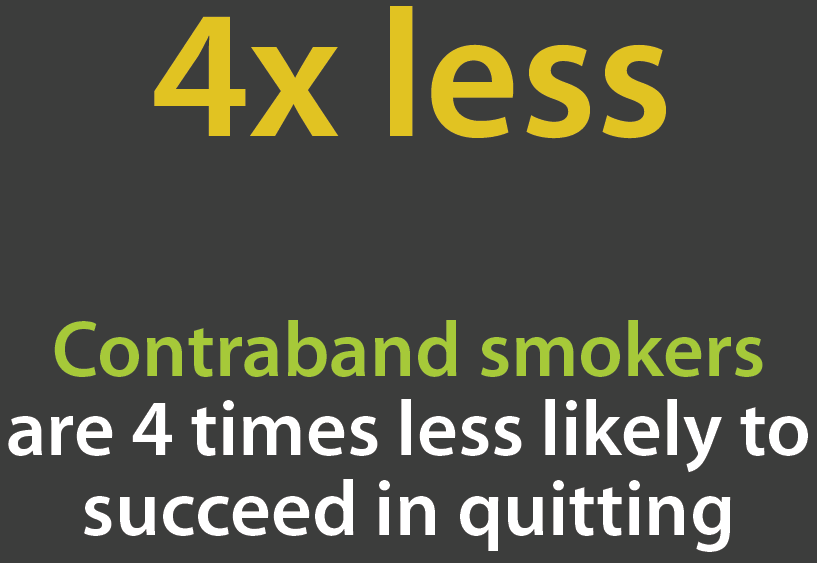 4x less
Contraband smokers
are 4 times less likely to
succeed in quitting